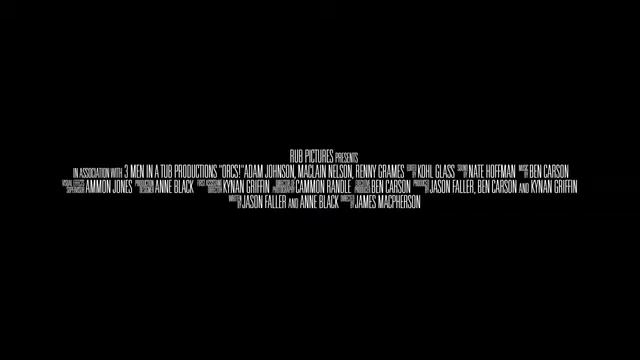 RUB PICTURES PRESENTS
IN ASSOCIATION WITH 3 MEN IN A TUB PRODUCTIONS "ORCS!" ADAM JOHNSON, MACLAIN NELSON, RENNY GRAMES EDITED BY KOHL GLASS SOUND BY NATE HOFFMAN MUSIC BY BEN CARSON
VISUAL EFFECTS SUPERVISOR AMMON JONES PRODUCTION DESIGNER ANNE BLACK FIRST ASSISTANT DIRECTOR KYNAN GRIFFIN DIRECTOR OF PHOTOGRAPHY CAMMON RANDLE PRODUCER BEN CARSON PRODUCED BY JASON FALLER, BEN CARSON AND KYNAN GRIFFIN
WRITTEN BY JASON FALLER AND ANNE BLACK DIRECTED BY JAMES MACPHERSON